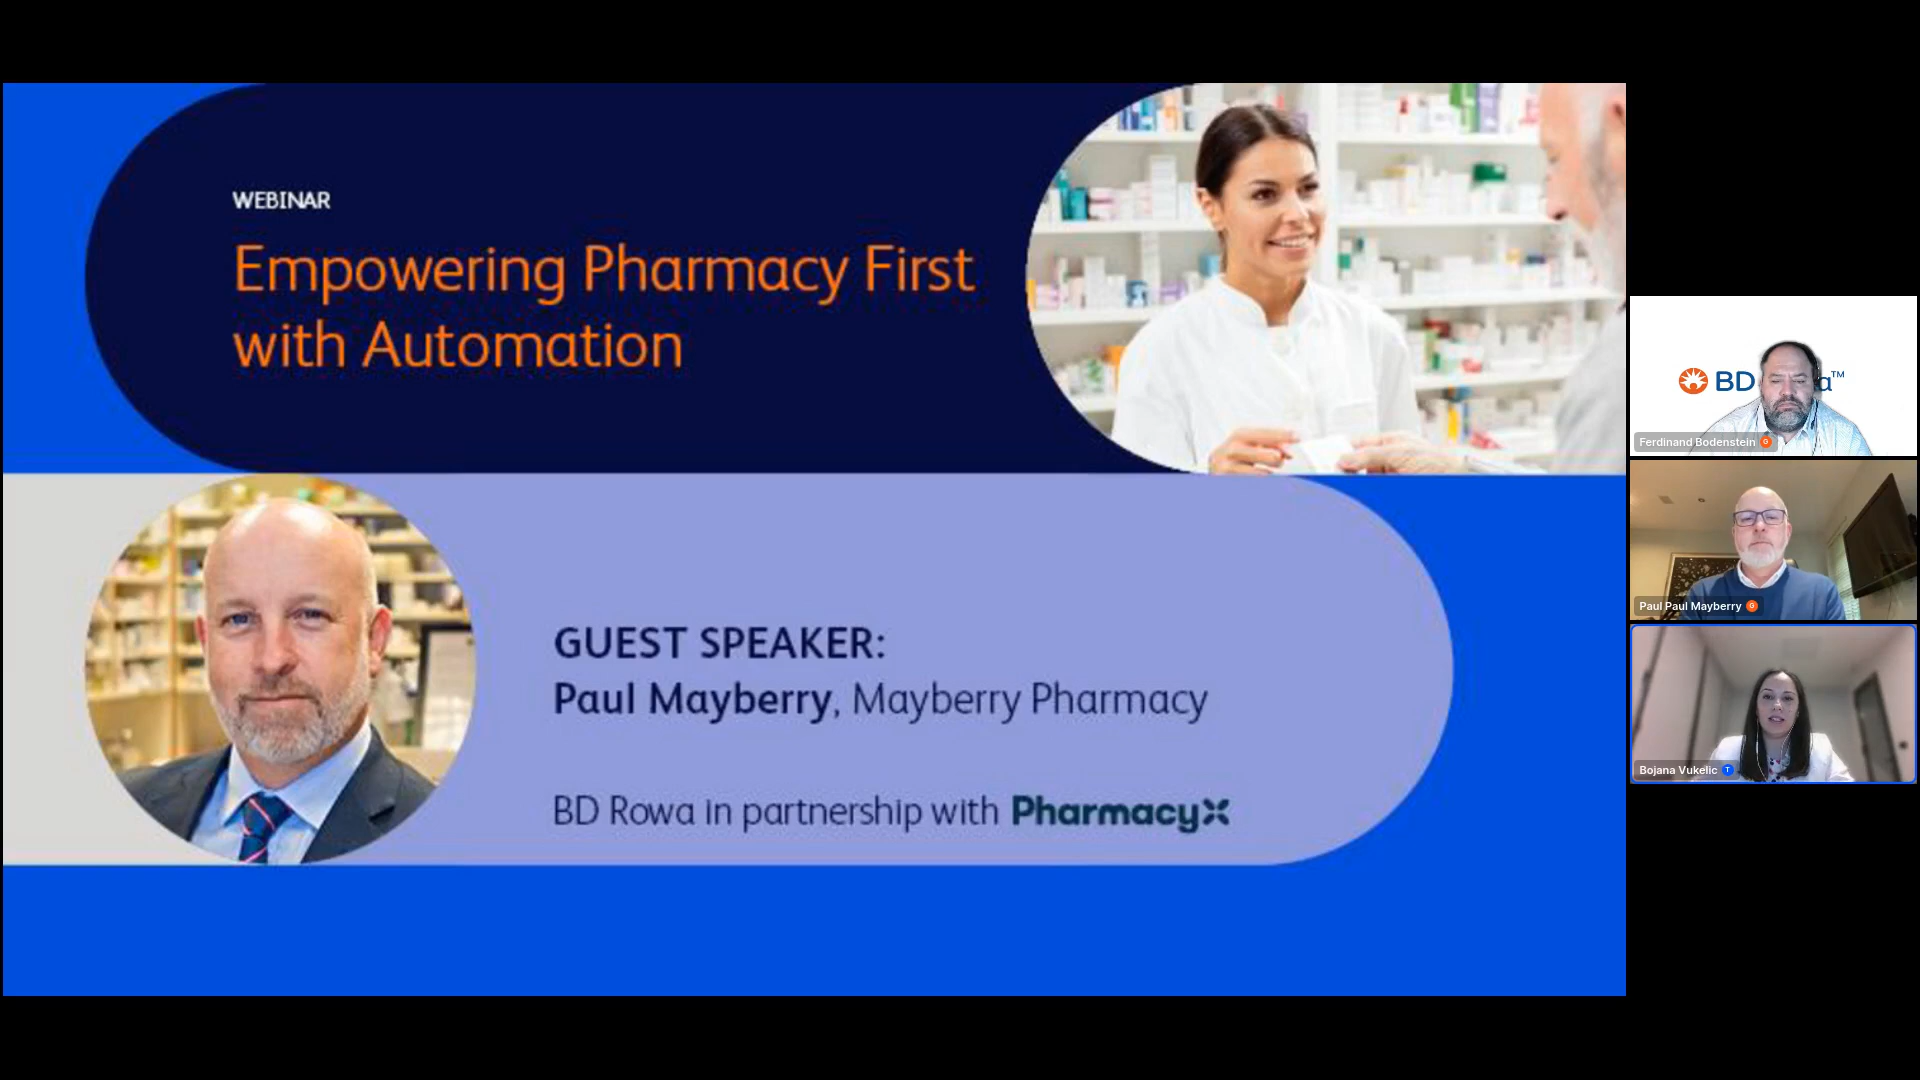 WEBINAR
Empowering Pharmacy First
with Automation
GUEST SPEAKER:
Paul Mayberry, Mayberry Pharmacy
BD Rowa in partnership with PharmacyX
BD a™
Ferdinand Bodenstein G
Paul Paul Mayberry G
Bojana Vukelic T